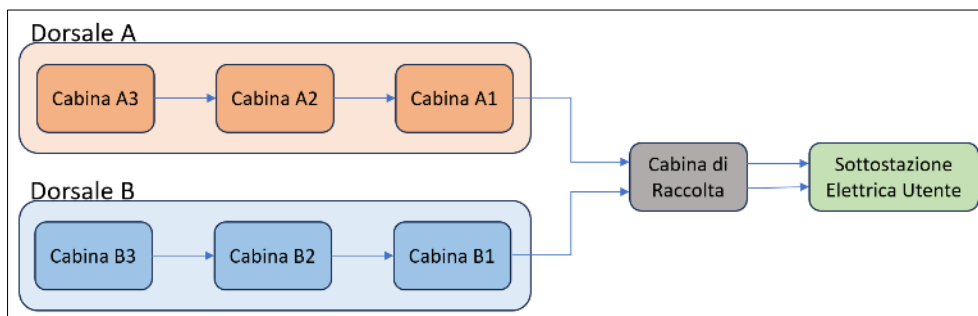 Dorsale A
Cabina A3
Cabina A2
Cabina A1
Cabina di
Raccolta
Sottostazione
Elettrica Utente
Dorsale B
Cabina B3
Cabina B2
Cabina B1